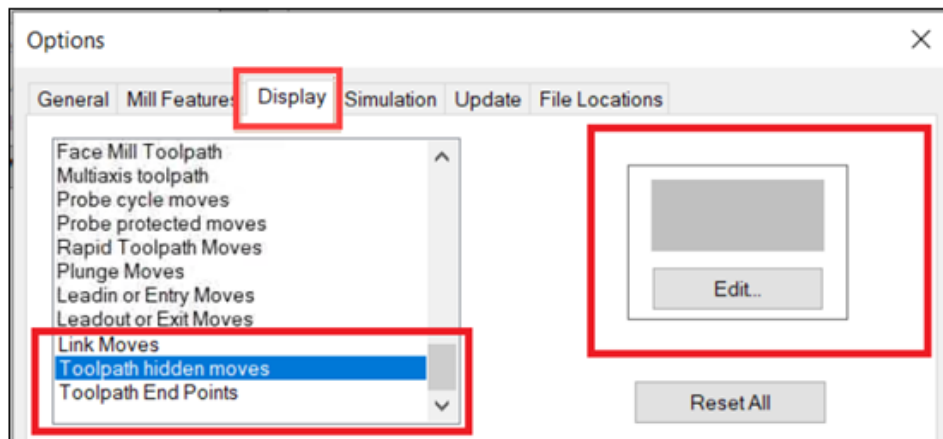 Options
General Mill Features Display Simulation Update File Locations
Face Mill Toolpath
Multiaxis toolpath
Probe cycle moves
Probe protected moves
Rapid Toolpath Moves
Plunge Moves
Leadin or Entry Moves
Leadout or Exit Moves
Link Moves
Toolpath hidden moves
Toolpath End Points
Edit...
Reset All